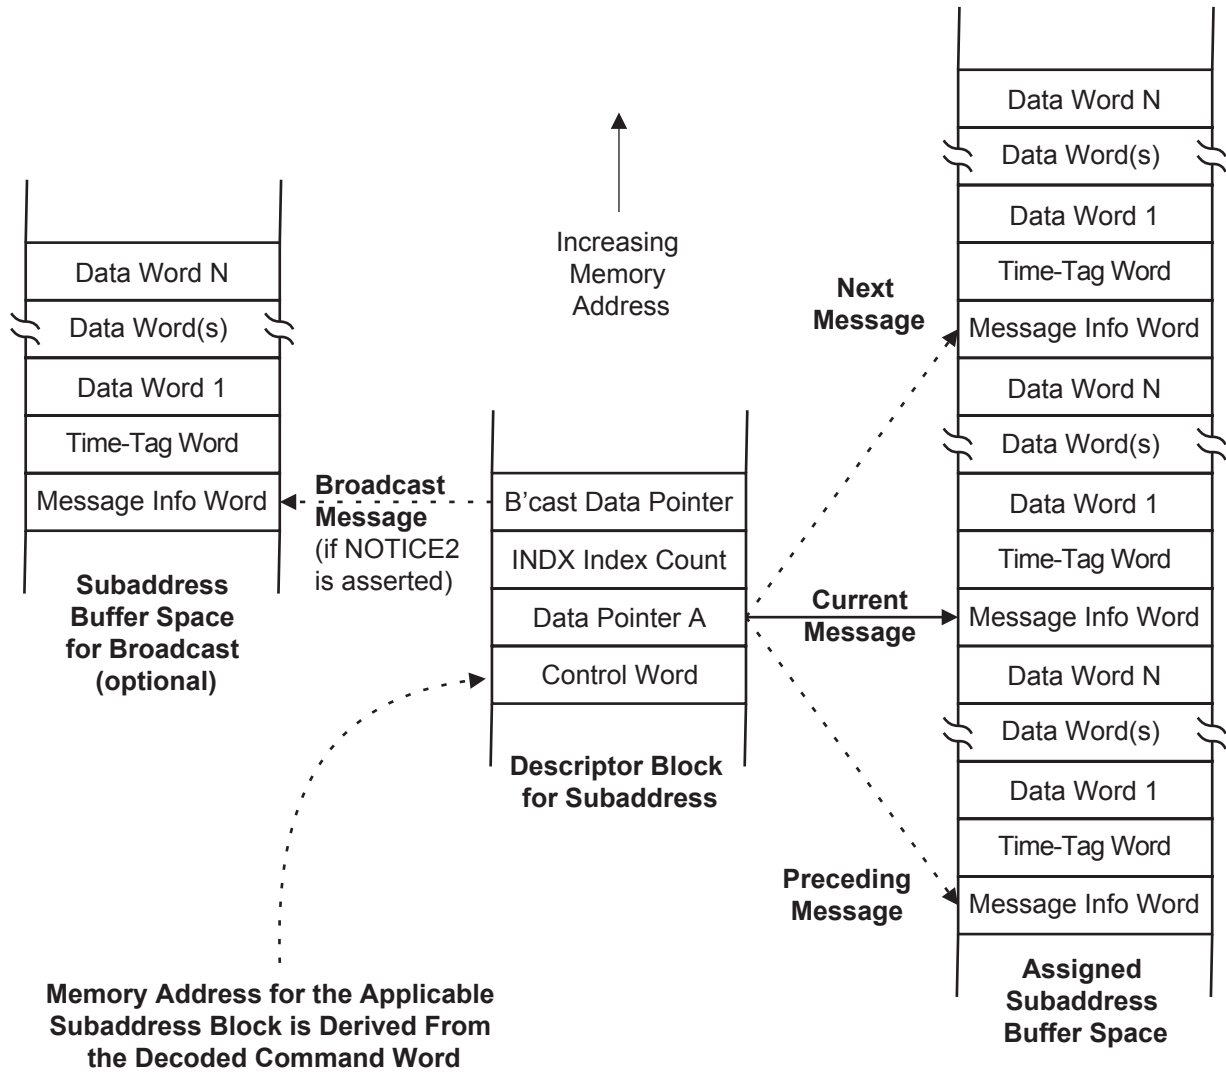 Data Word N
Data Word(s)
Data Word 1
Time-Tag Word
Message Info Word
Subaddress
Buffer Space
for Broadcast
(optional)
Broadcast
Message
(if NOTICE2
is asserted)
Increasing
Memory
Address
B’cast Data Pointer
INDX Index Count
Data Pointer A
Control Word
Descriptor Block
for Subaddress
Memory Address for the Applicable
Subaddress Block is Derived From
the Decoded Command Word
Next
Message
Current
Message
Preceding
Message
Data Word N
Data Word(s)
Data Word 1
Time-Tag Word
Message Info Word
Data Word N
Data Word(s)
Data Word 1
Time-Tag Word
Message Info Word
Data Word N
Data Word(s)
Data Word 1
Time-Tag Word
Message Info Word
Assigned
Subaddress
Buffer Space